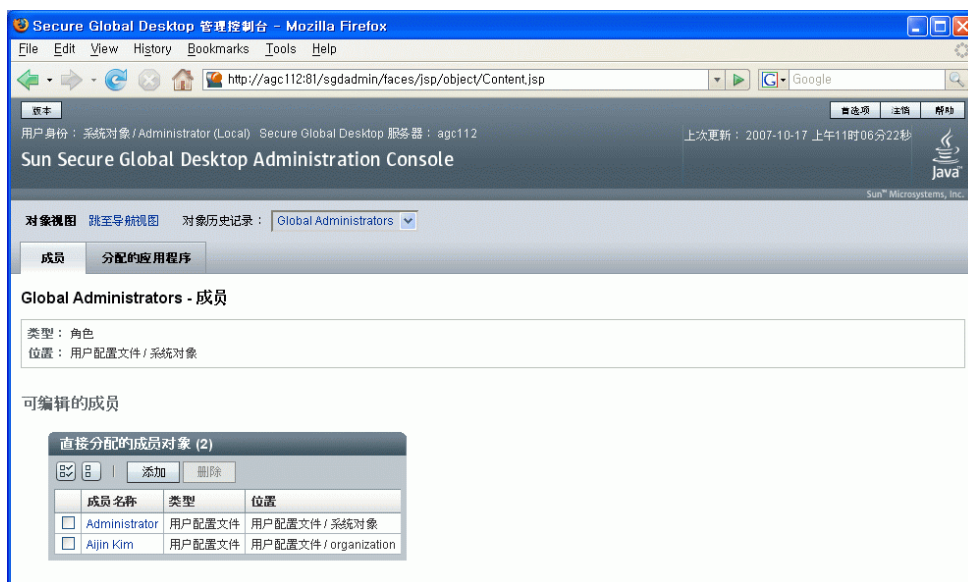 Secure Global Desktop 管理控制台 - Mozilla Firefox
File Edit View History Bookmarks Tools Help
http://agc112:81/sgdadmin/faces/jsp/object/Content.jsp
G Google
版本 首选项 注销 帮助
用户身份： 系统对象 / Administrator (Local) Secure Global Desktop 服务器： agc112
上次更新： 2007-10-17 上午11时06分22秒
Sun Secure Global Desktop Administration Console
Java
Sun™ Microsystems, Inc.
对象视图 跳至导航视图 对象历史记录： Global Administrators
成员 分配的应用程序
Global Administrators - 成员
类型： 角色
位置： 用户配置文件 / 系统对象
可编辑的成员
直接分配的成员对象 (2)
添加 删除
成员名称 类型 位置
Administrator 用户配置文件 用户配置文件 / 系统对象
Aijin Kim 用户配置文件 用户配置文件 / organization